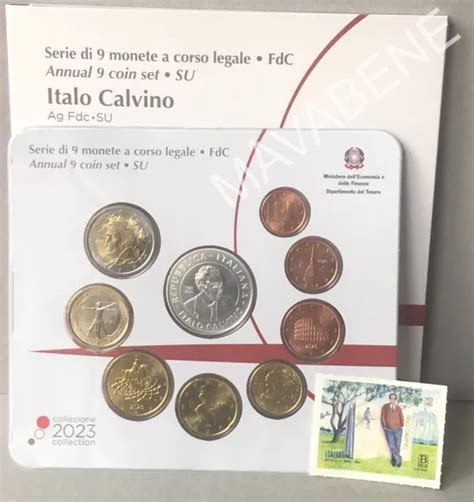 Serie di 9 monete a corso legale • FdC
Annual 9 coin set • SU
Italo Calvino
Ag Fdc•SU
MAVABENE
Serie di 9 monete a corso legale • FdC
Annual 9 coin set • SU
Ministero dell'Economia e
delle Finanze
Dipartimento del Tesoro
REPUBBLICA ITALIANA
ITALO CALVINO
collezione
2023
collection
ITALIA
B